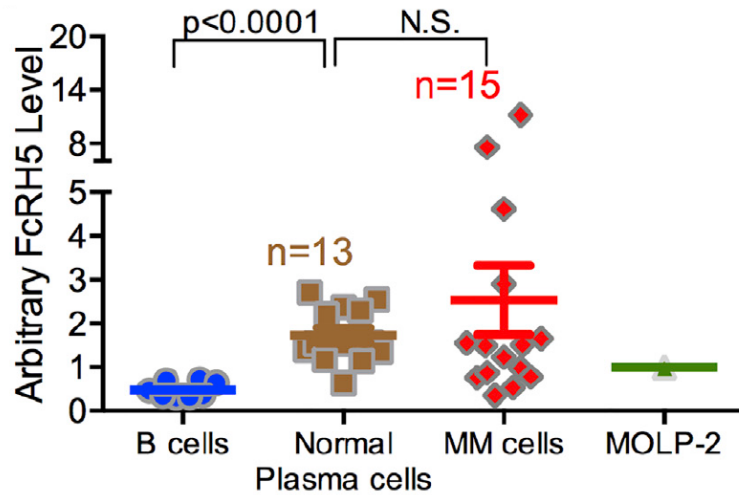 p<0.0001
N.S.
20
14
8
5
4
3
2
1
0
Arbitrary FcRH5 Level
n=15
n=13
B cells
Normal
Plasma cells
MM cells
MOLP-2